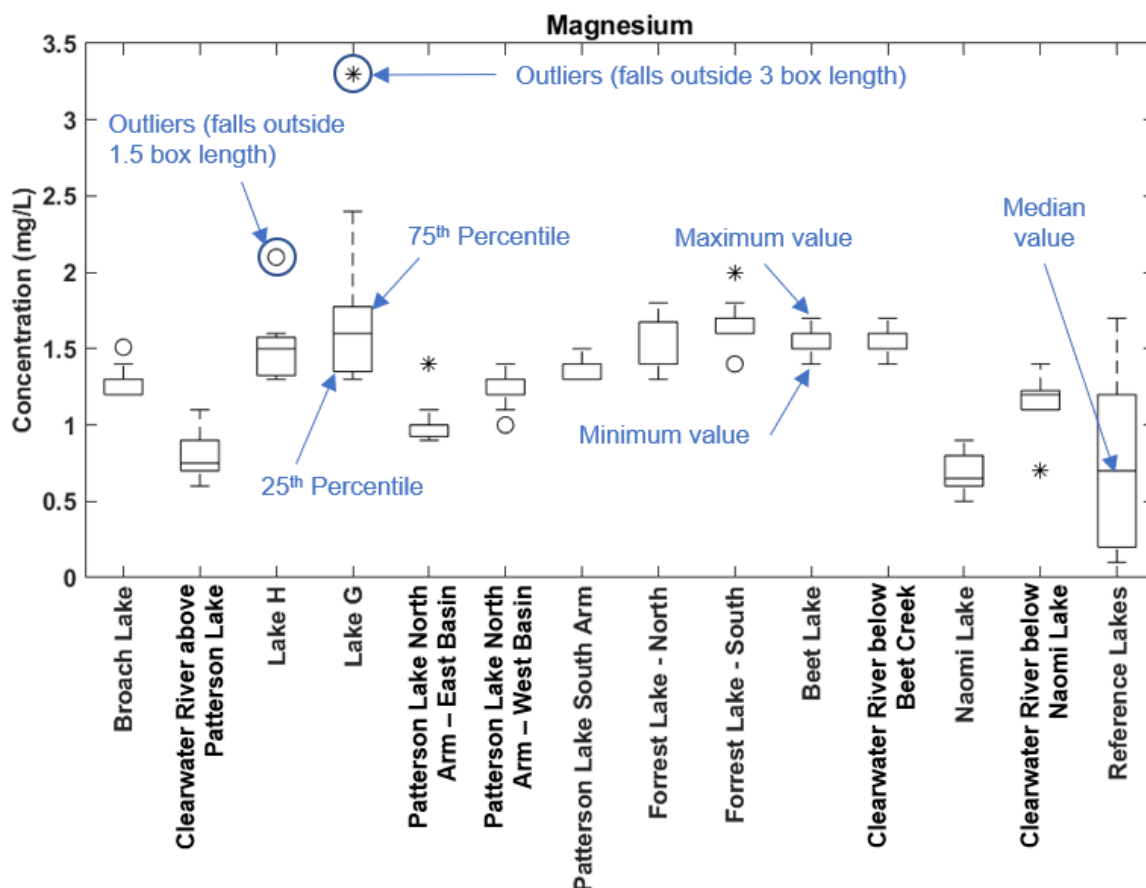 Magnesium
3.5
3
2.5
2
1.5
1
0.5
0
Concentration (mg/L)
Outliers (falls outside 3 box length)
Outliers (falls outside
1.5 box length)
75th Percentile
25th Percentile
Maximum value
Minimum value
Median
value
Broach Lake
Clearwater River above
Patterson Lake
Lake H
Lake G
Patterson Lake North
Arm – East Basin
Patterson Lake North
Arm – West Basin
Patterson Lake South Arm
Forrest Lake - North
Forrest Lake - South
Beet Lake
Clearwater River below
Beet Creek
Naomi Lake
Clearwater River below
Naomi Lake
Reference Lakes